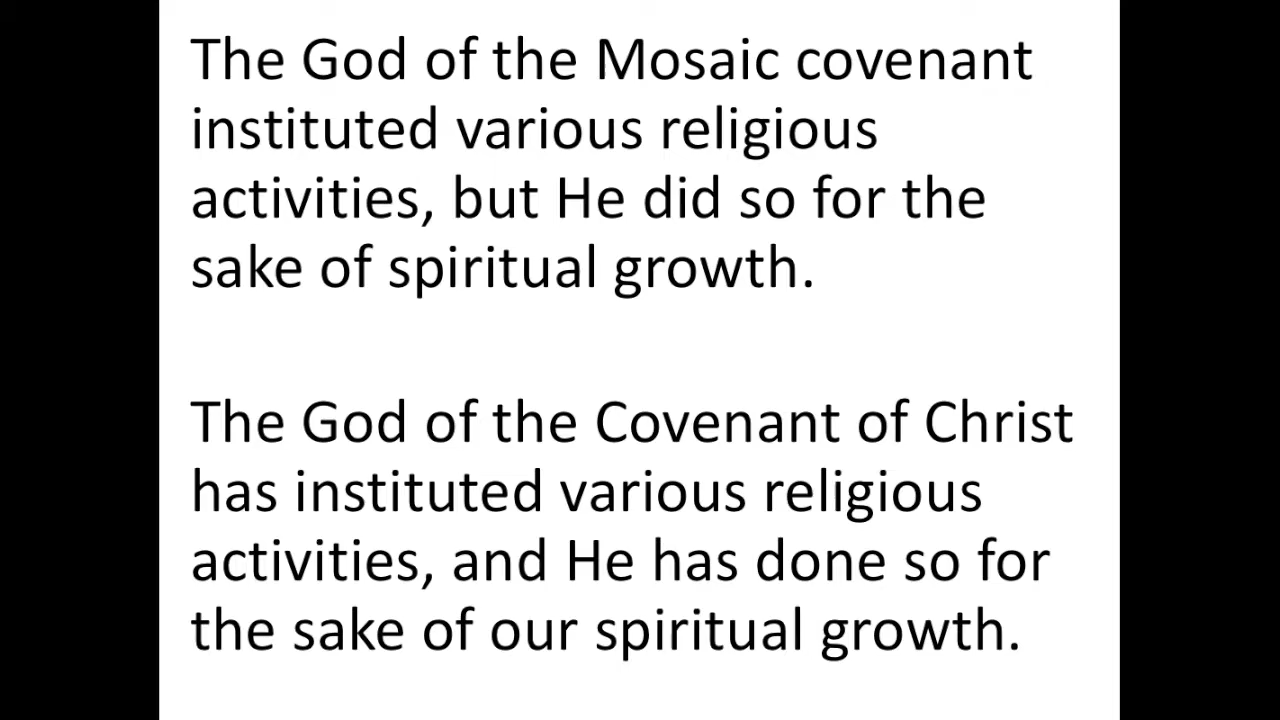 The God of the Mosaic covenant
instituted various religious
activities, but He did so for the
sake of spiritual growth.
The God of the Covenant of Christ
has instituted various religious
activities, and He has done so for
the sake of our spiritual growth.